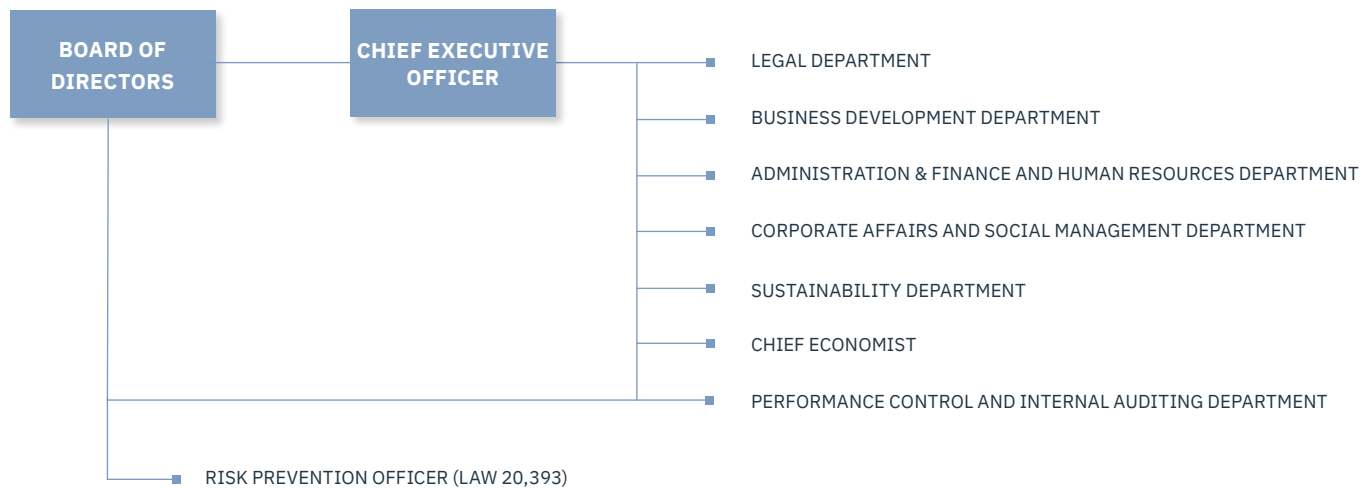 BOARD OF
DIRECTORS
CHIEF EXECUTIVE
OFFICER
LEGAL DEPARTMENT
BUSINESS DEVELOPMENT DEPARTMENT
ADMINISTRATION & FINANCE AND HUMAN RESOURCES DEPARTMENT
CORPORATE AFFAIRS AND SOCIAL MANAGEMENT DEPARTMENT
SUSTAINABILITY DEPARTMENT
CHIEF ECONOMIST
PERFORMANCE CONTROL AND INTERNAL AUDITING DEPARTMENT
RISK PREVENTION OFFICER (LAW 20,393)